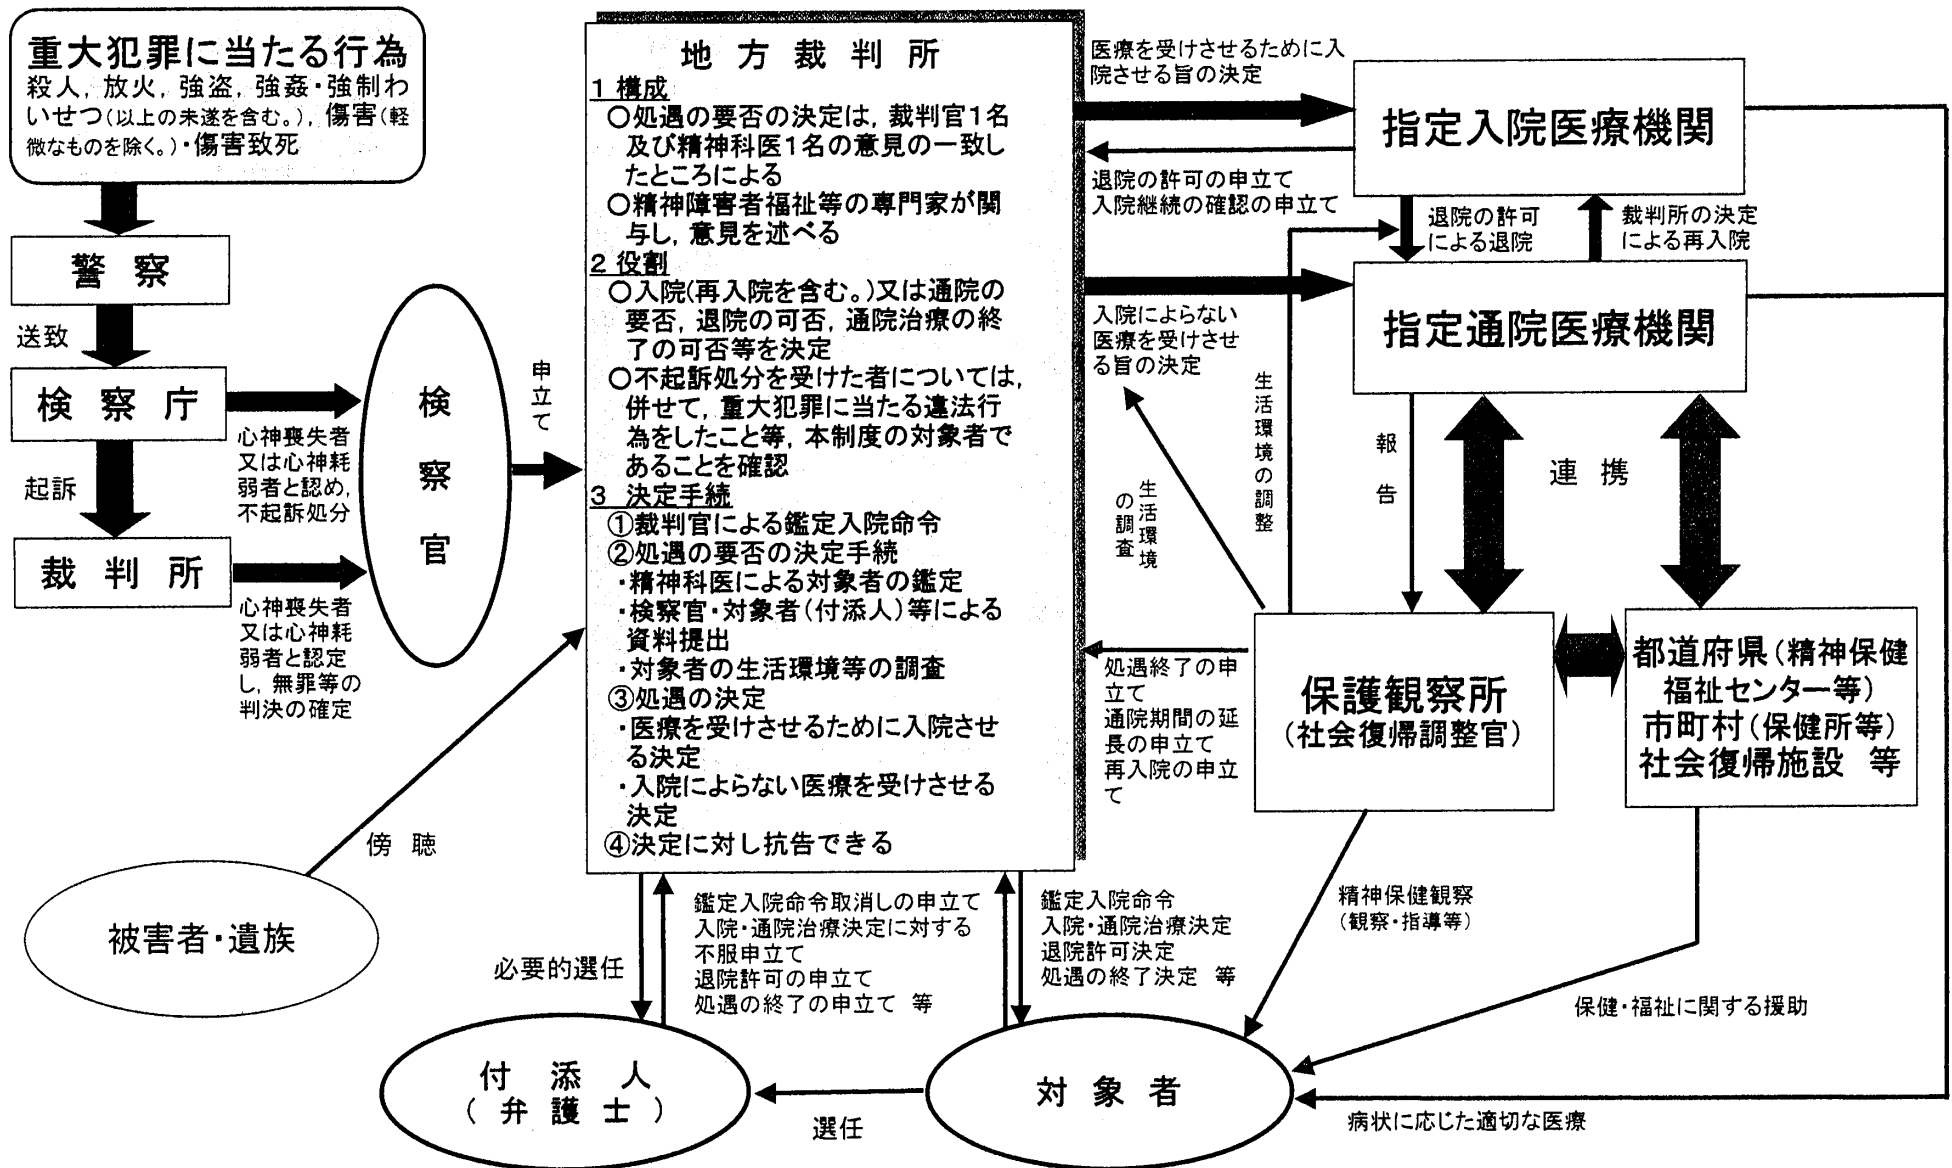 重大犯罪に当たる行為
殺人，放火，強盗，強姦・強制わ
いせつ（以上の未遂を含む。），傷害（軽
微なものを除く。）・傷害致死
警察
送致
検察庁
起訴
裁判所
心神喪失者
又は心神耗
弱者と認め，
不起訴処分
心神喪失者
又は心神耗
弱者と認定
し，無罪等の
判決の確定
検察官
申立て
被害者・遺族
傍聴
地方裁判所
1 構成
○処遇の要否の決定は，裁判官1名
及び精神科医1名の意見の一致し
たところによる
○精神障害者福祉等の専門家が関
与し，意見を述べる
2 役割
○入院（再入院を含む。）又は通院の
要否，退院の可否，通院治療の終
了の可否等を決定
○不起訴処分を受けた者については，
併せて，重大犯罪に当たる違法行
為をしたこと等，本制度の対象者で
あることを確認
3 決定手続
①裁判官による鑑定入院命令
②処遇の要否の決定手続
・精神科医による対象者の鑑定
・検察官・対象者（付添人）等による
資料提出
・対象者の生活環境等の調査
③処遇の決定
・医療を受けさせるために入院させ
る決定
・入院によらない医療を受けさせる
決定
④決定に対し抗告できる
医療を受けさせるために入
院させる旨の決定
退院の許可の申立て
入院継続の確認の申立て
指定入院医療機関
退院の許可
による退院
裁判所の決定
による再入院
入院によらない
医療を受けさせ
る旨の決定
指定通院医療機関
生活環境の調整
生活環境
の調査
報告
連携
処遇終了の申
立て
通院期間の延
長の申立て
再入院の申立
て
保護観察所
（社会復帰調整官）
都道府県（精神保健
福祉センター等）
市町村（保健所等）
社会復帰施設 等
必要的選任
鑑定入院命令取消しの申立て
入院・通院治療決定に対する
不服申立て
退院許可の申立て
処遇の終了の申立て 等
鑑定入院命令
入院・通院治療決定
退院許可決定
処遇の終了決定 等
精神保健観察
（観察・指導等）
保健・福祉に関する援助
付添人
（弁護士）
選任
対象者
病状に応じた適切な医療